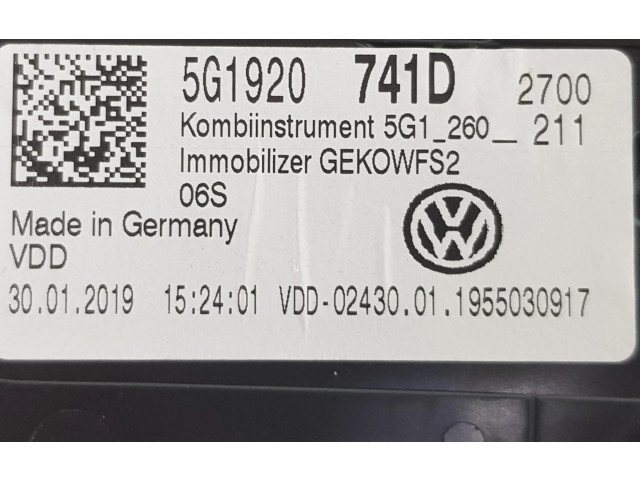 5G1920 741D 2700
Kombiinstrument 5G1_260_ 211
Immobilizer GEKOWFS2
06S
Made in Germany
VDD
30.01.2019 15:24:01 VDD-02430.01.1955030917